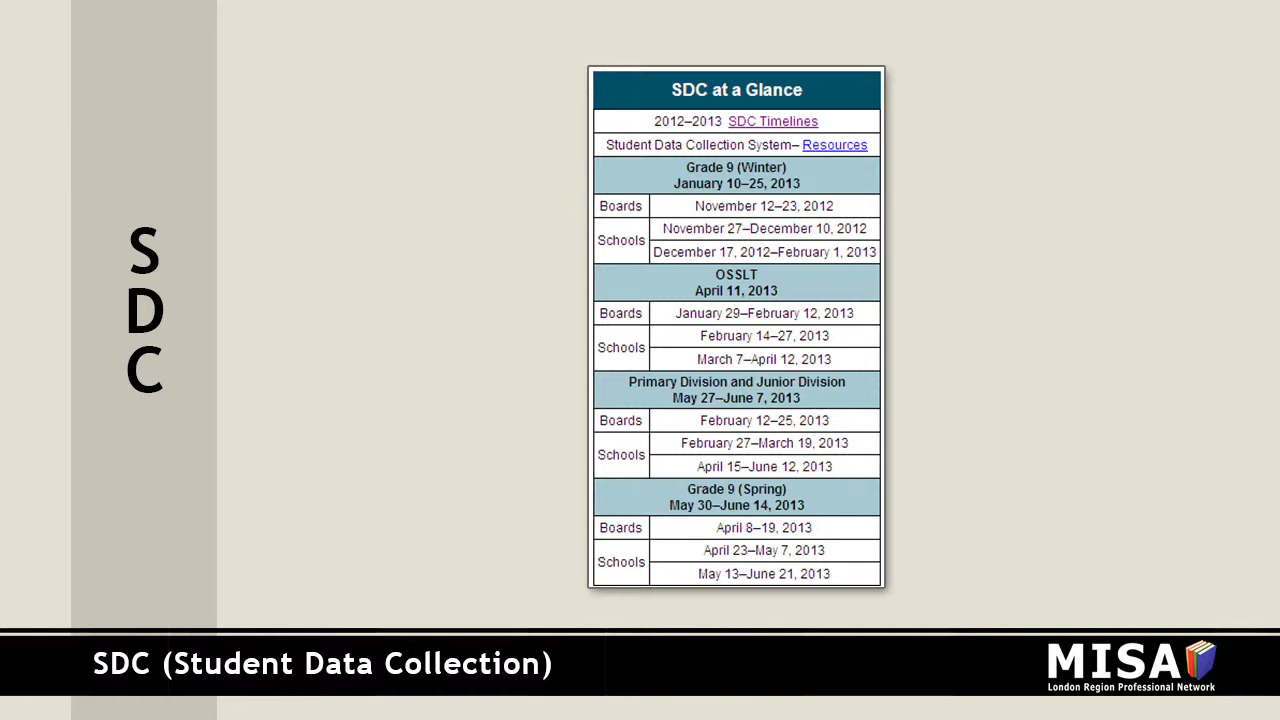 S
D
C
SDC at a Glance
2012–2013 SDC Timelines
Student Data Collection System– Resources
Grade 9 (Winter)
January 10–25, 2013
Boards November 12–23, 2012
Schools November 27–December 10, 2012
December 17, 2012–February 1, 2013
OSSLT
April 11, 2013
Boards January 29–February 12, 2013
Schools February 14–27, 2013
March 7–April 12, 2013
Primary Division and Junior Division
May 27–June 7, 2013
Boards February 12–25, 2013
Schools February 27–March 19, 2013
April 15–June 12, 2013
Grade 9 (Spring)
May 30–June 14, 2013
Boards April 8–19, 2013
Schools April 23–May 7, 2013
May 13–June 21, 2013
SDC (Student Data Collection)
MISA
London Region Professional Network